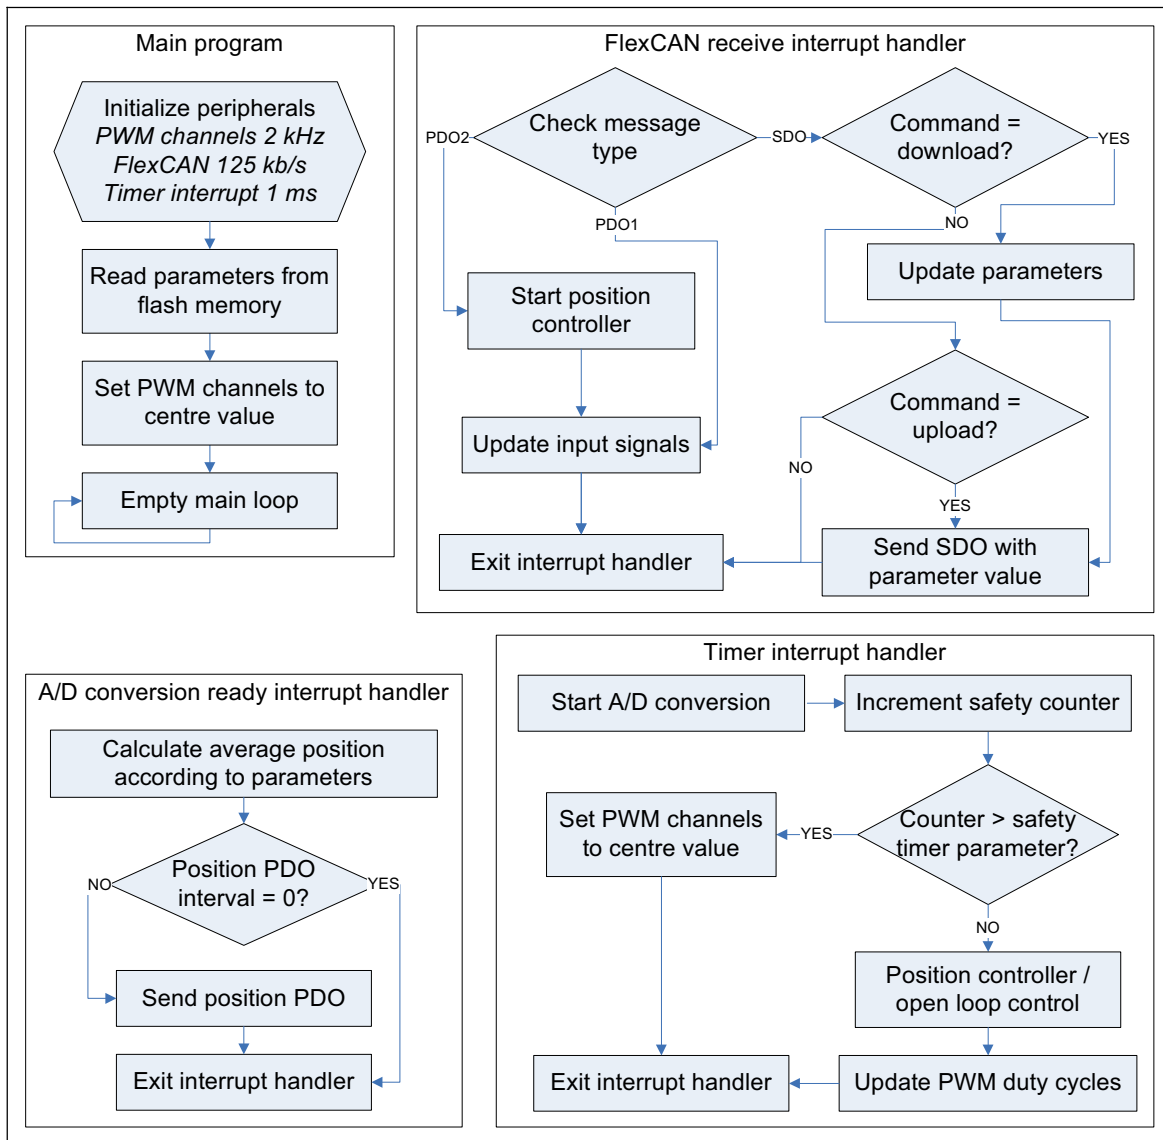 Main program
Initialize peripherals
PWM channels 2 kHz
FlexCAN 125 kb/s
Timer interrupt 1 ms
Read parameters from
flash memory
Set PWM channels to
centre value
Empty main loop
FlexCAN receive interrupt handler
Check message
type
PDO2
SDO
PDO1
Command =
download?
YES
NO
Update parameters
Start position
controller
Command =
upload?
Update input signals
NO
YES
Exit interrupt handler
Send SDO with
parameter value
A/D conversion ready interrupt handler
Calculate average position
according to parameters
Position PDO
interval = 0?
NO
YES
Send position PDO
Exit interrupt handler
Timer interrupt handler
Start A/D conversion
Increment safety counter
Set PWM channels
to centre value
YES
Counter > safety
timer parameter?
NO
Position controller /
open loop control
Exit interrupt handler
Update PWM duty cycles